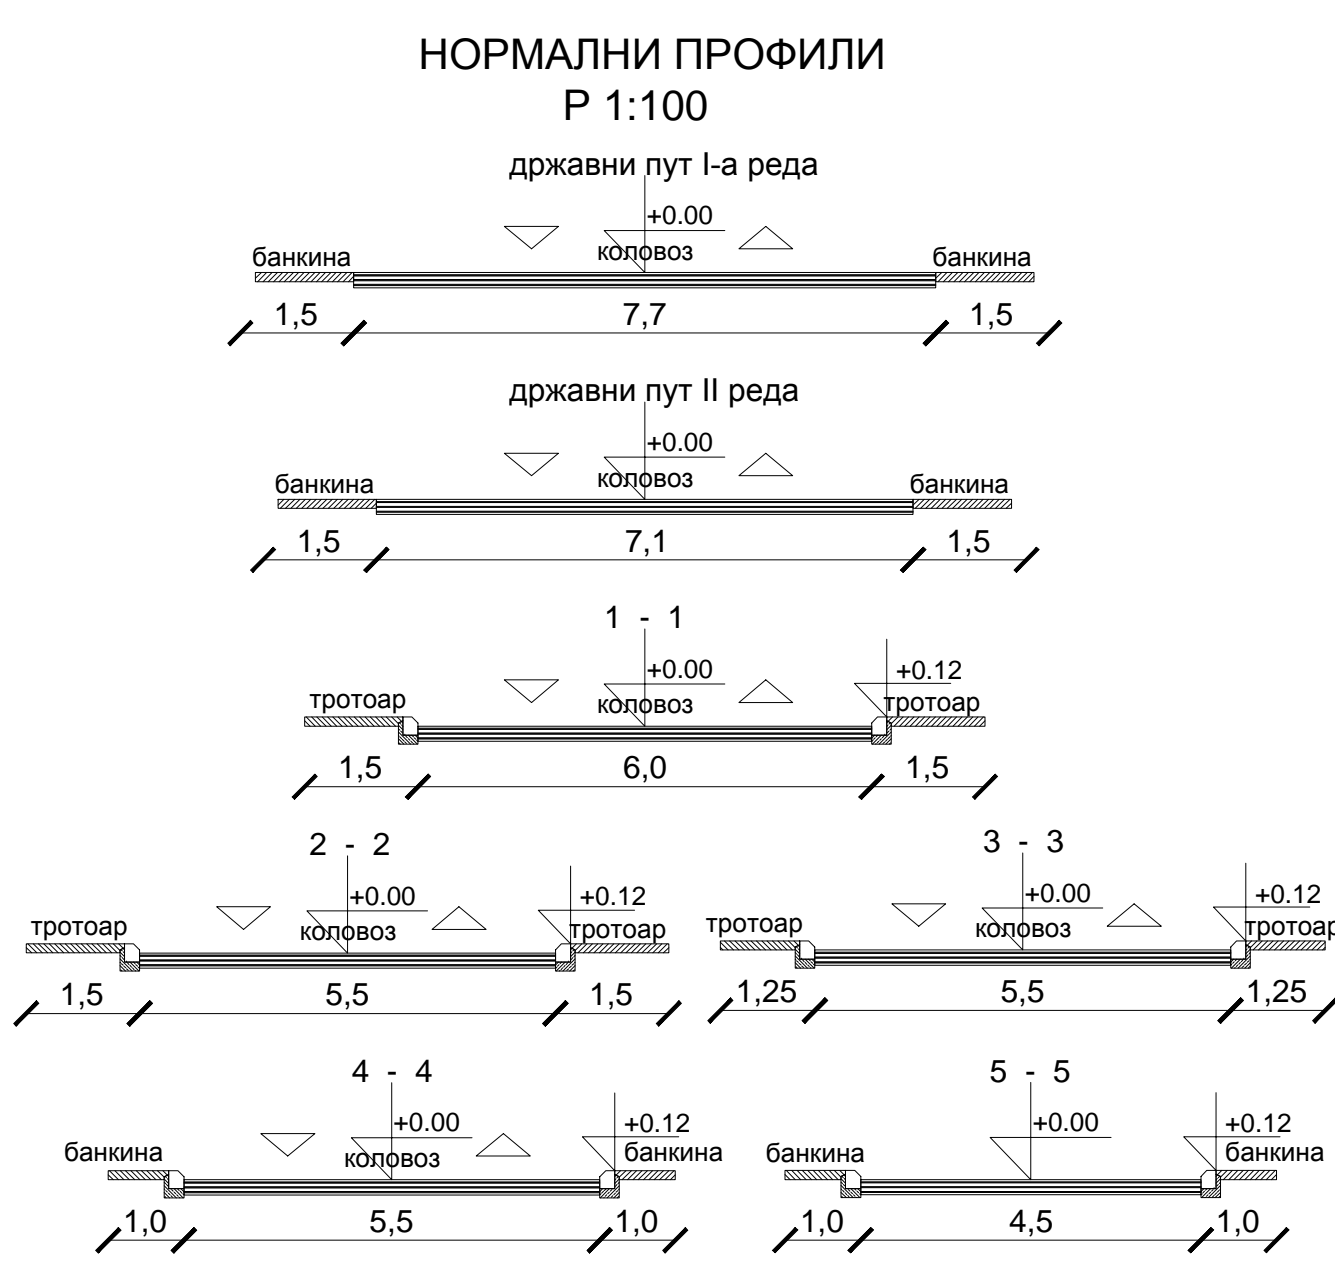 НОРМАЛНИ ПРОФИЛИ
Р 1:100
државни пут I-а реда
+0.00
банкина коловоз банкина
1,5 7,7 1,5
државни пут II реда
+0.00
банкина коловоз банкина
1,5 7,1 1,5
1 - 1
+0.00 +0.12
тротоар коловоз тротоар
1,5 6,0 1,5
2 - 2
+0.00 +0.12
тротоар коловоз тротоар
1,5 5,5 1,5
3 - 3
+0.00 +0.12
тротоар коловоз тротоар
1,25 5,5 1,25
4 - 4
+0.00 +0.12
банкина коловоз банкина
1,0 5,5 1,0
5 - 5
+0.00 +0.12
банкина банкина
1,0 4,5 1,0